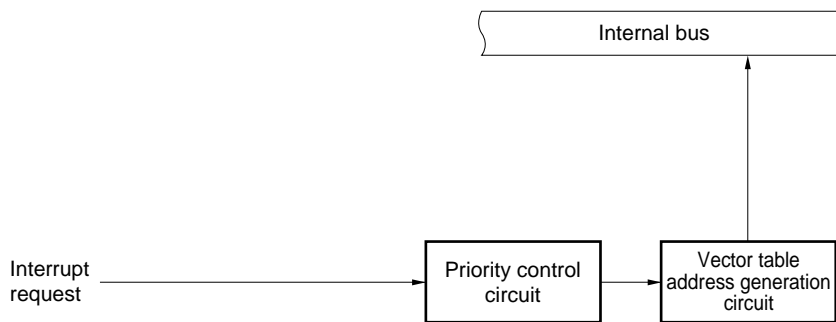 Internal bus
Interrupt
request
Priority control
circuit
Vector table
address generation
circuit